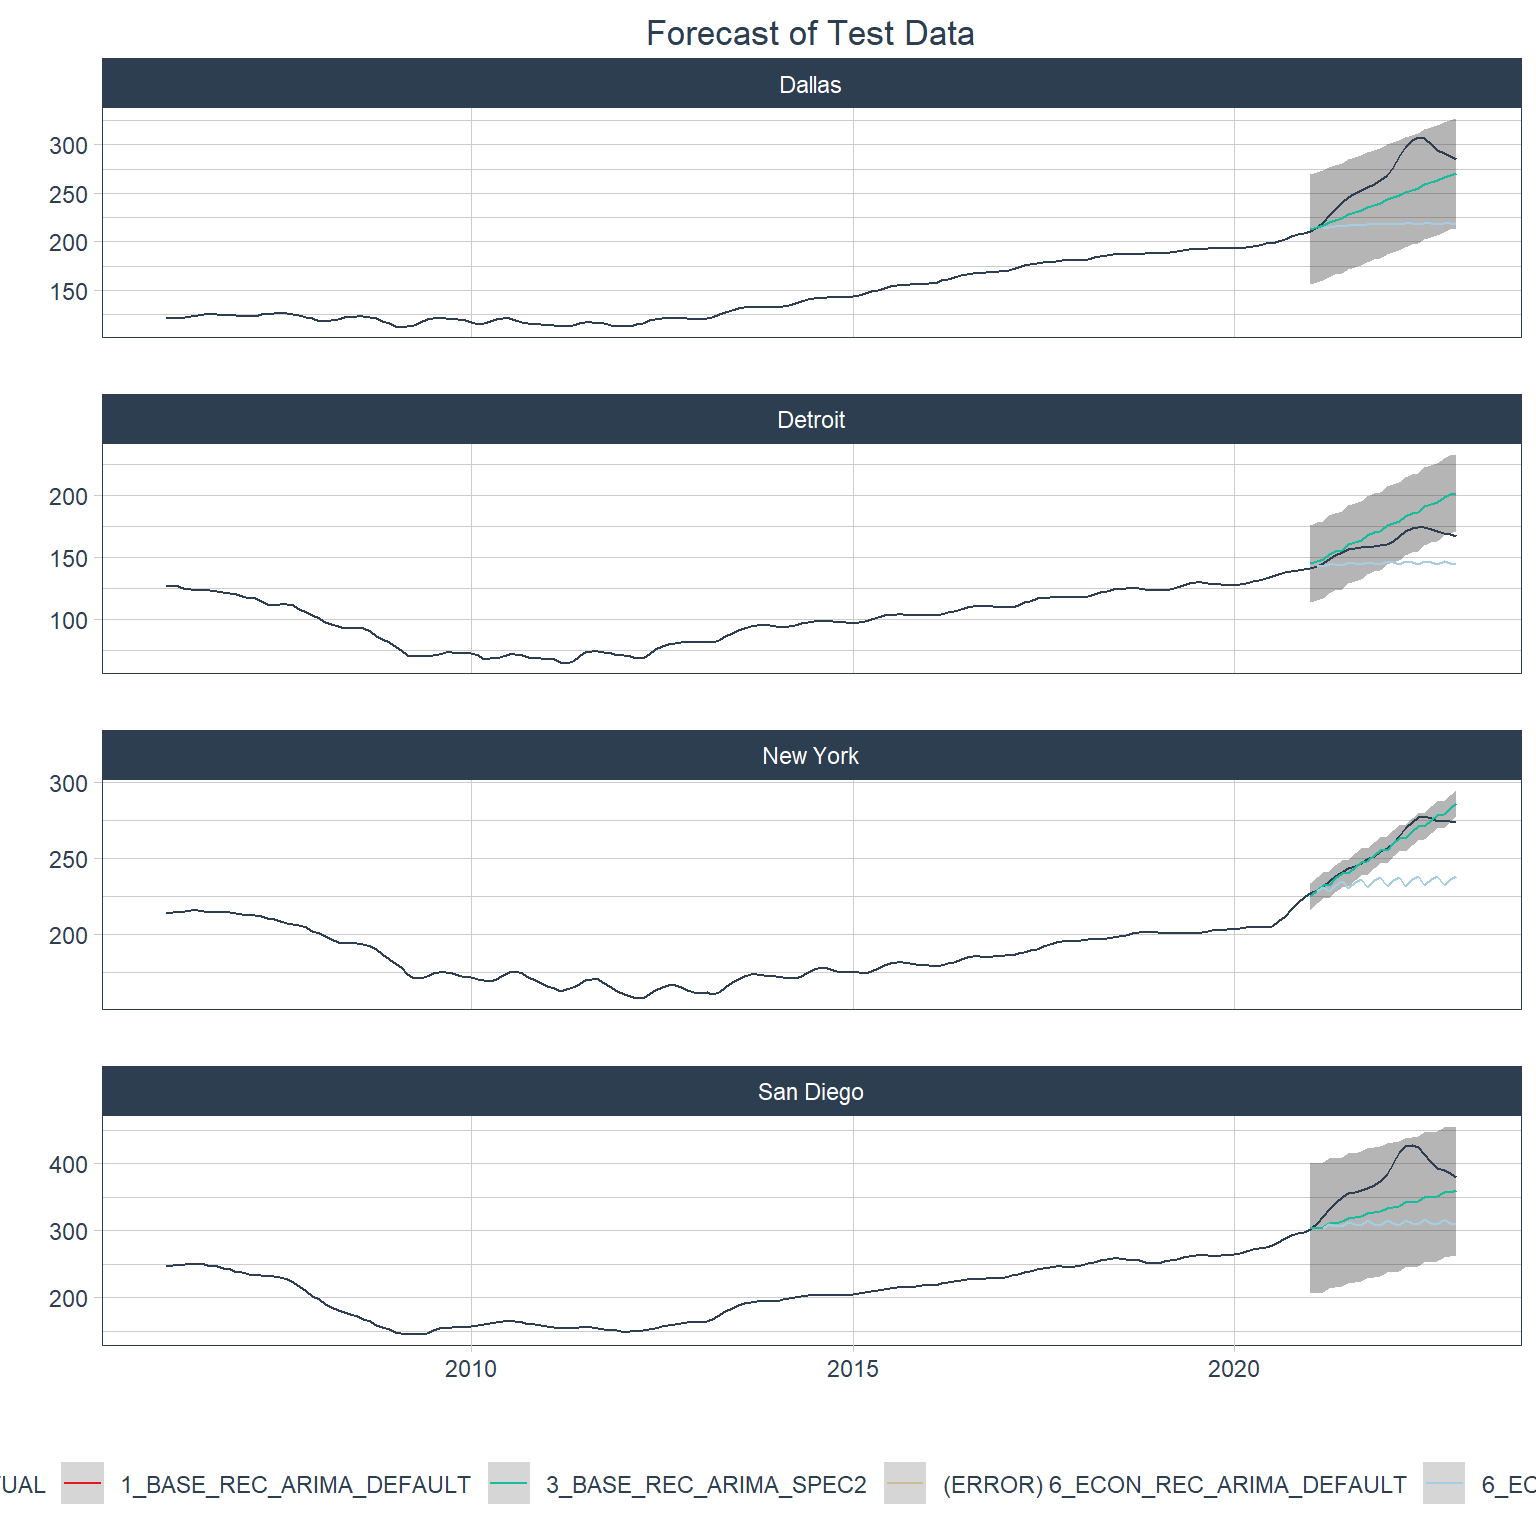 Forecast of Test Data
Dallas
300
250
200
150
Detroit
200
150
100
New York
300
250
200
San Diego
400
300
200
2010 2015 2020
UAL 1_BASE_REC_ARIMA_DEFAULT 3_BASE_REC_ARIMA_SPEC2 (ERROR) 6_ECON_REC_ARIMA_DEFAULT 6_EC